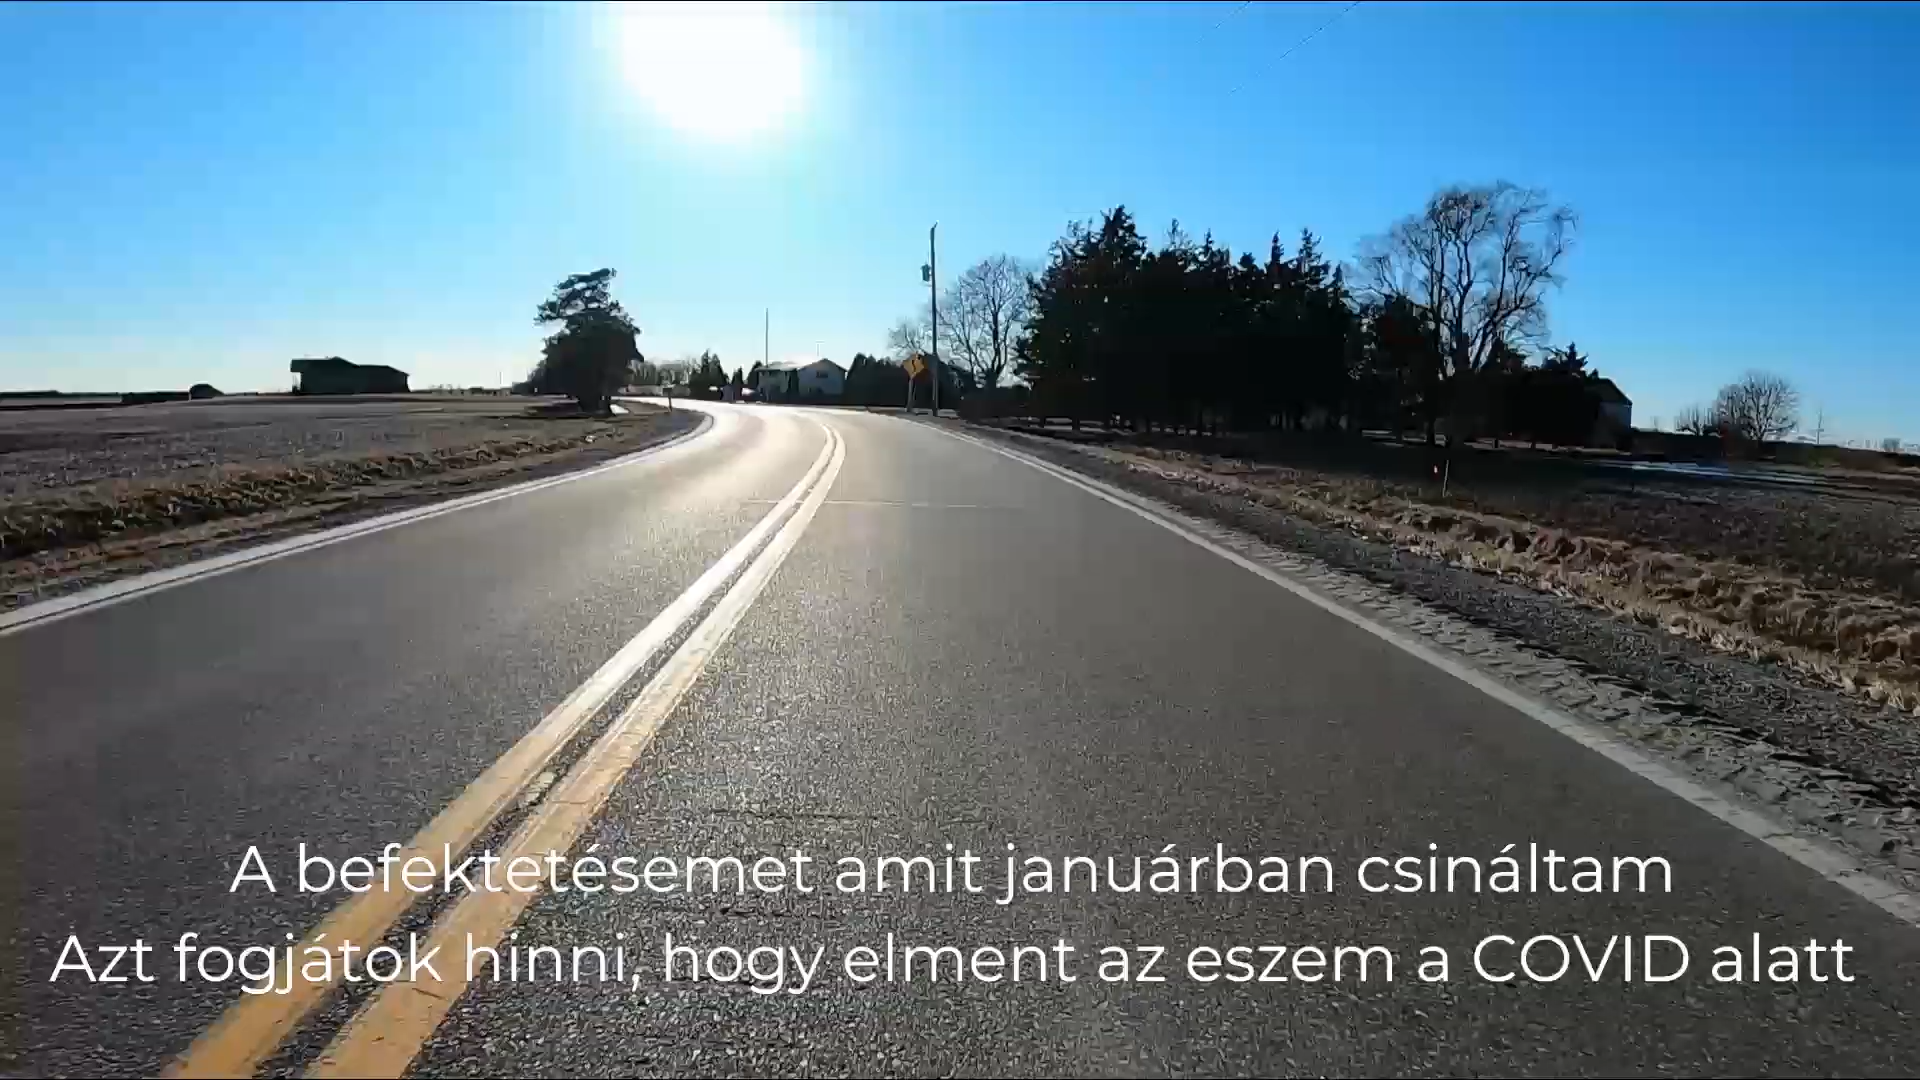 A befektetésemet amit januárban csináltam
Azt fogjátok hinni, hogy elment az eszem a COVID alatt